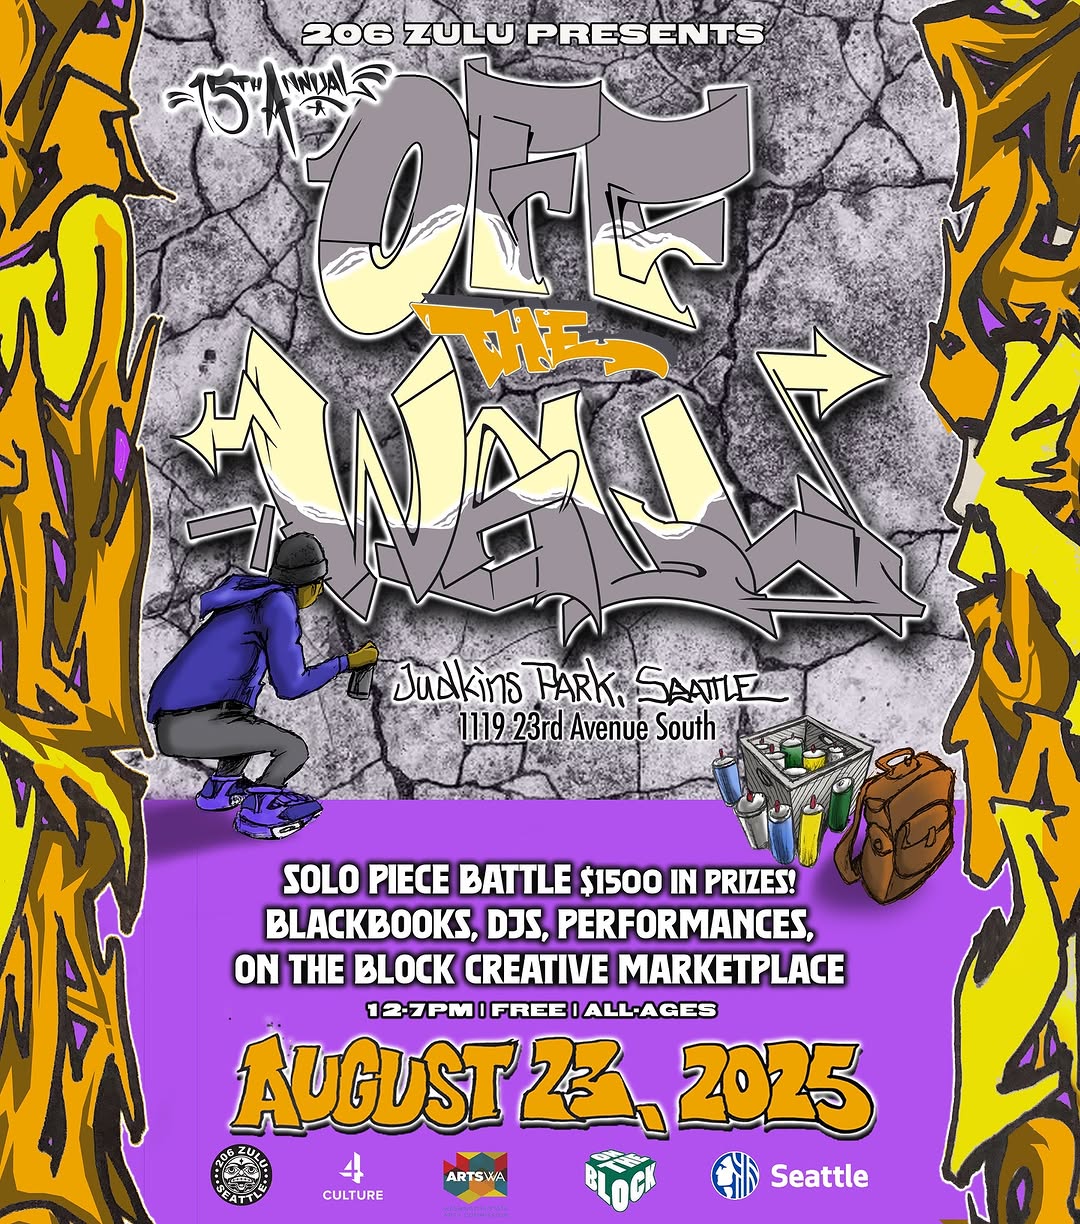 206 ZULU PRESENTS
15TH ANNUAL
OFF
THE
WALL
Judkins PARK, SEATTLE
1119 23rd Avenue South
SOLO PIECE BATTLE $1500 IN PRIZES!
BLACKBOOKS, DJS, PERFORMANCES,
ON THE BLOCK CREATIVE MARKETPLACE
12-7PM | FREE | ALL-AGES
AUGUST 23, 2025
206 ZULU
SEATTLE
4
CULTURE
ARTSWA
ON THE
BLOCK
Seattle